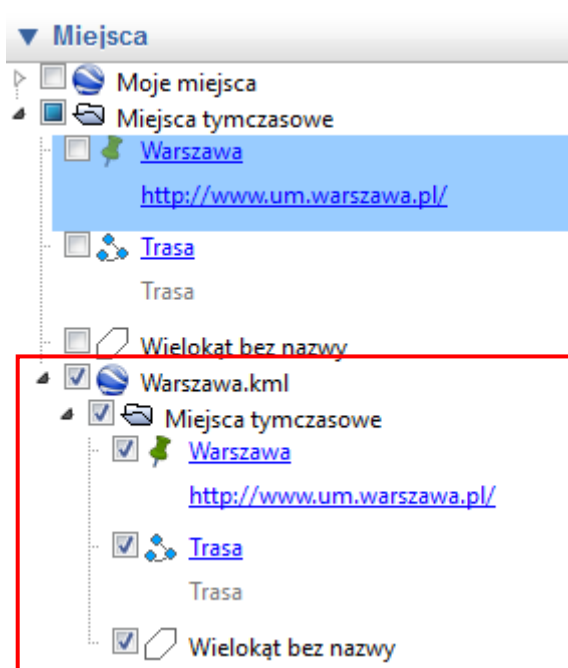 Miejsca
Moje miejsca
Miejsca tymczasowe
Warszawa
http://www.um.warszawa.pl/
Trasa
Trasa
Wielokąt bez nazwy
Warszawa.kml
Miejsca tymczasowe
Warszawa
http://www.um.warszawa.pl/
Trasa
Trasa
Wielokąt bez nazwy